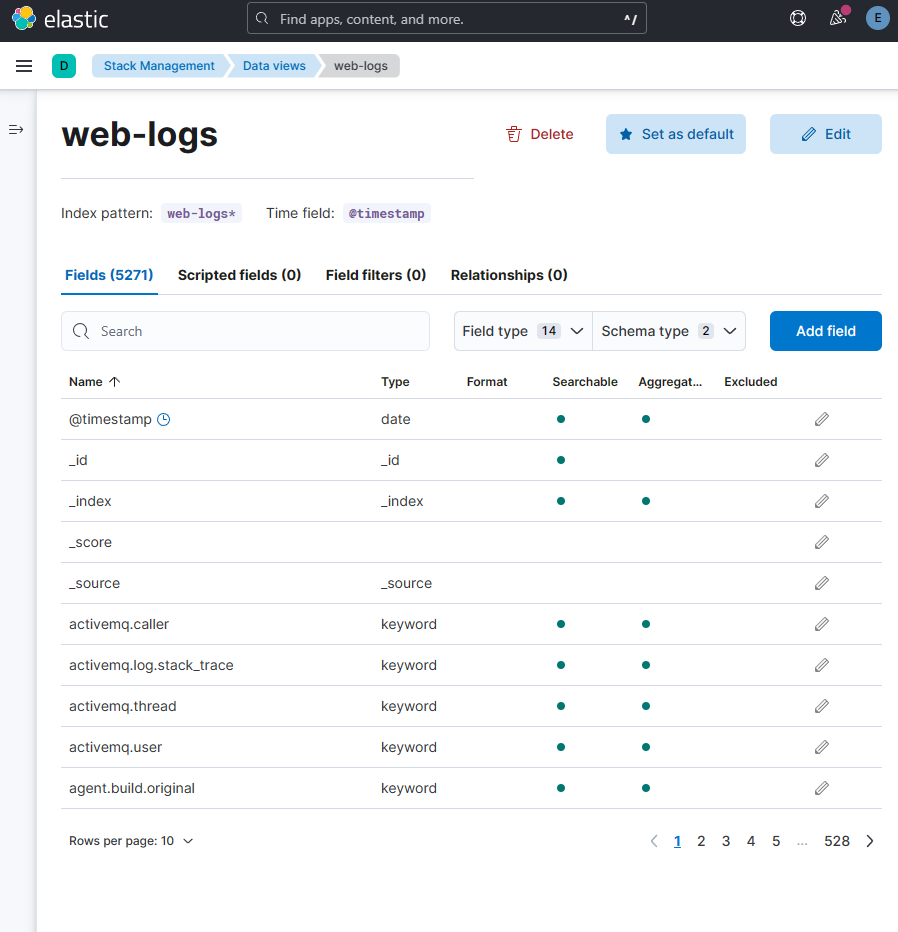 elastic
Find apps, content, and more.
^/
E
D
Stack Management
Data views
web-logs
web-logs
Delete
Set as default
Edit
Index pattern: web-logs* Time field: @timestamp
Fields (5271) Scripted fields (0) Field filters (0) Relationships (0)
Search
Field type 14
Schema type 2
Add field
Name Type Format Searchable Aggregat... Excluded
@timestamp date
_id _id
_index _index
_score
_source _source
activemq.caller keyword
activemq.log.stack_trace keyword
activemq.thread keyword
activemq.user keyword
agent.build.original keyword
Rows per page: 10
1 2 3 4 5 ... 528